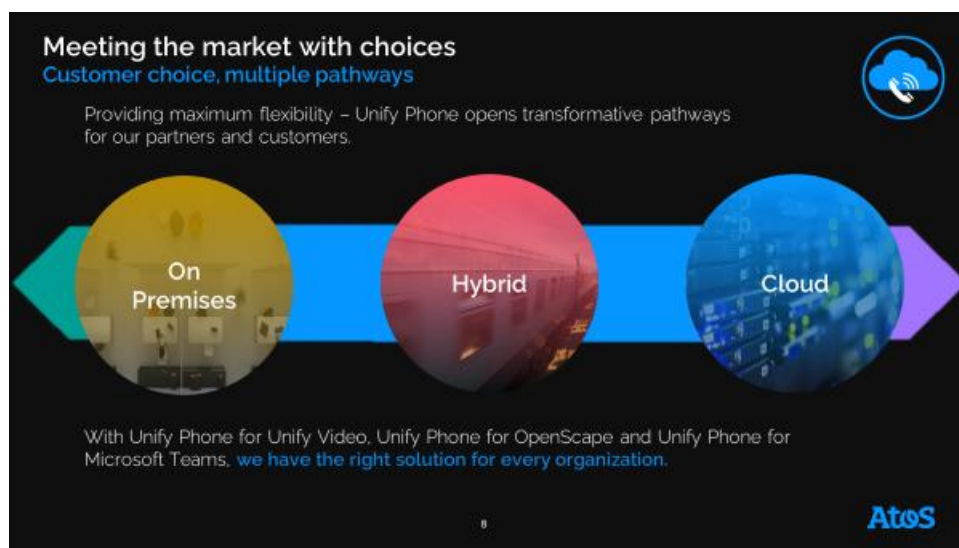 Meeting the market with choices
Customer choice, multiple pathways
Providing maximum flexibility – Unify Phone opens transformative pathways
for our partners and customers.
On
Premises
Hybrid
Cloud
With Unify Phone for Unify Video, Unify Phone for OpenScape and Unify Phone for
Microsoft Teams, we have the right solution for every organization.
8
Atos